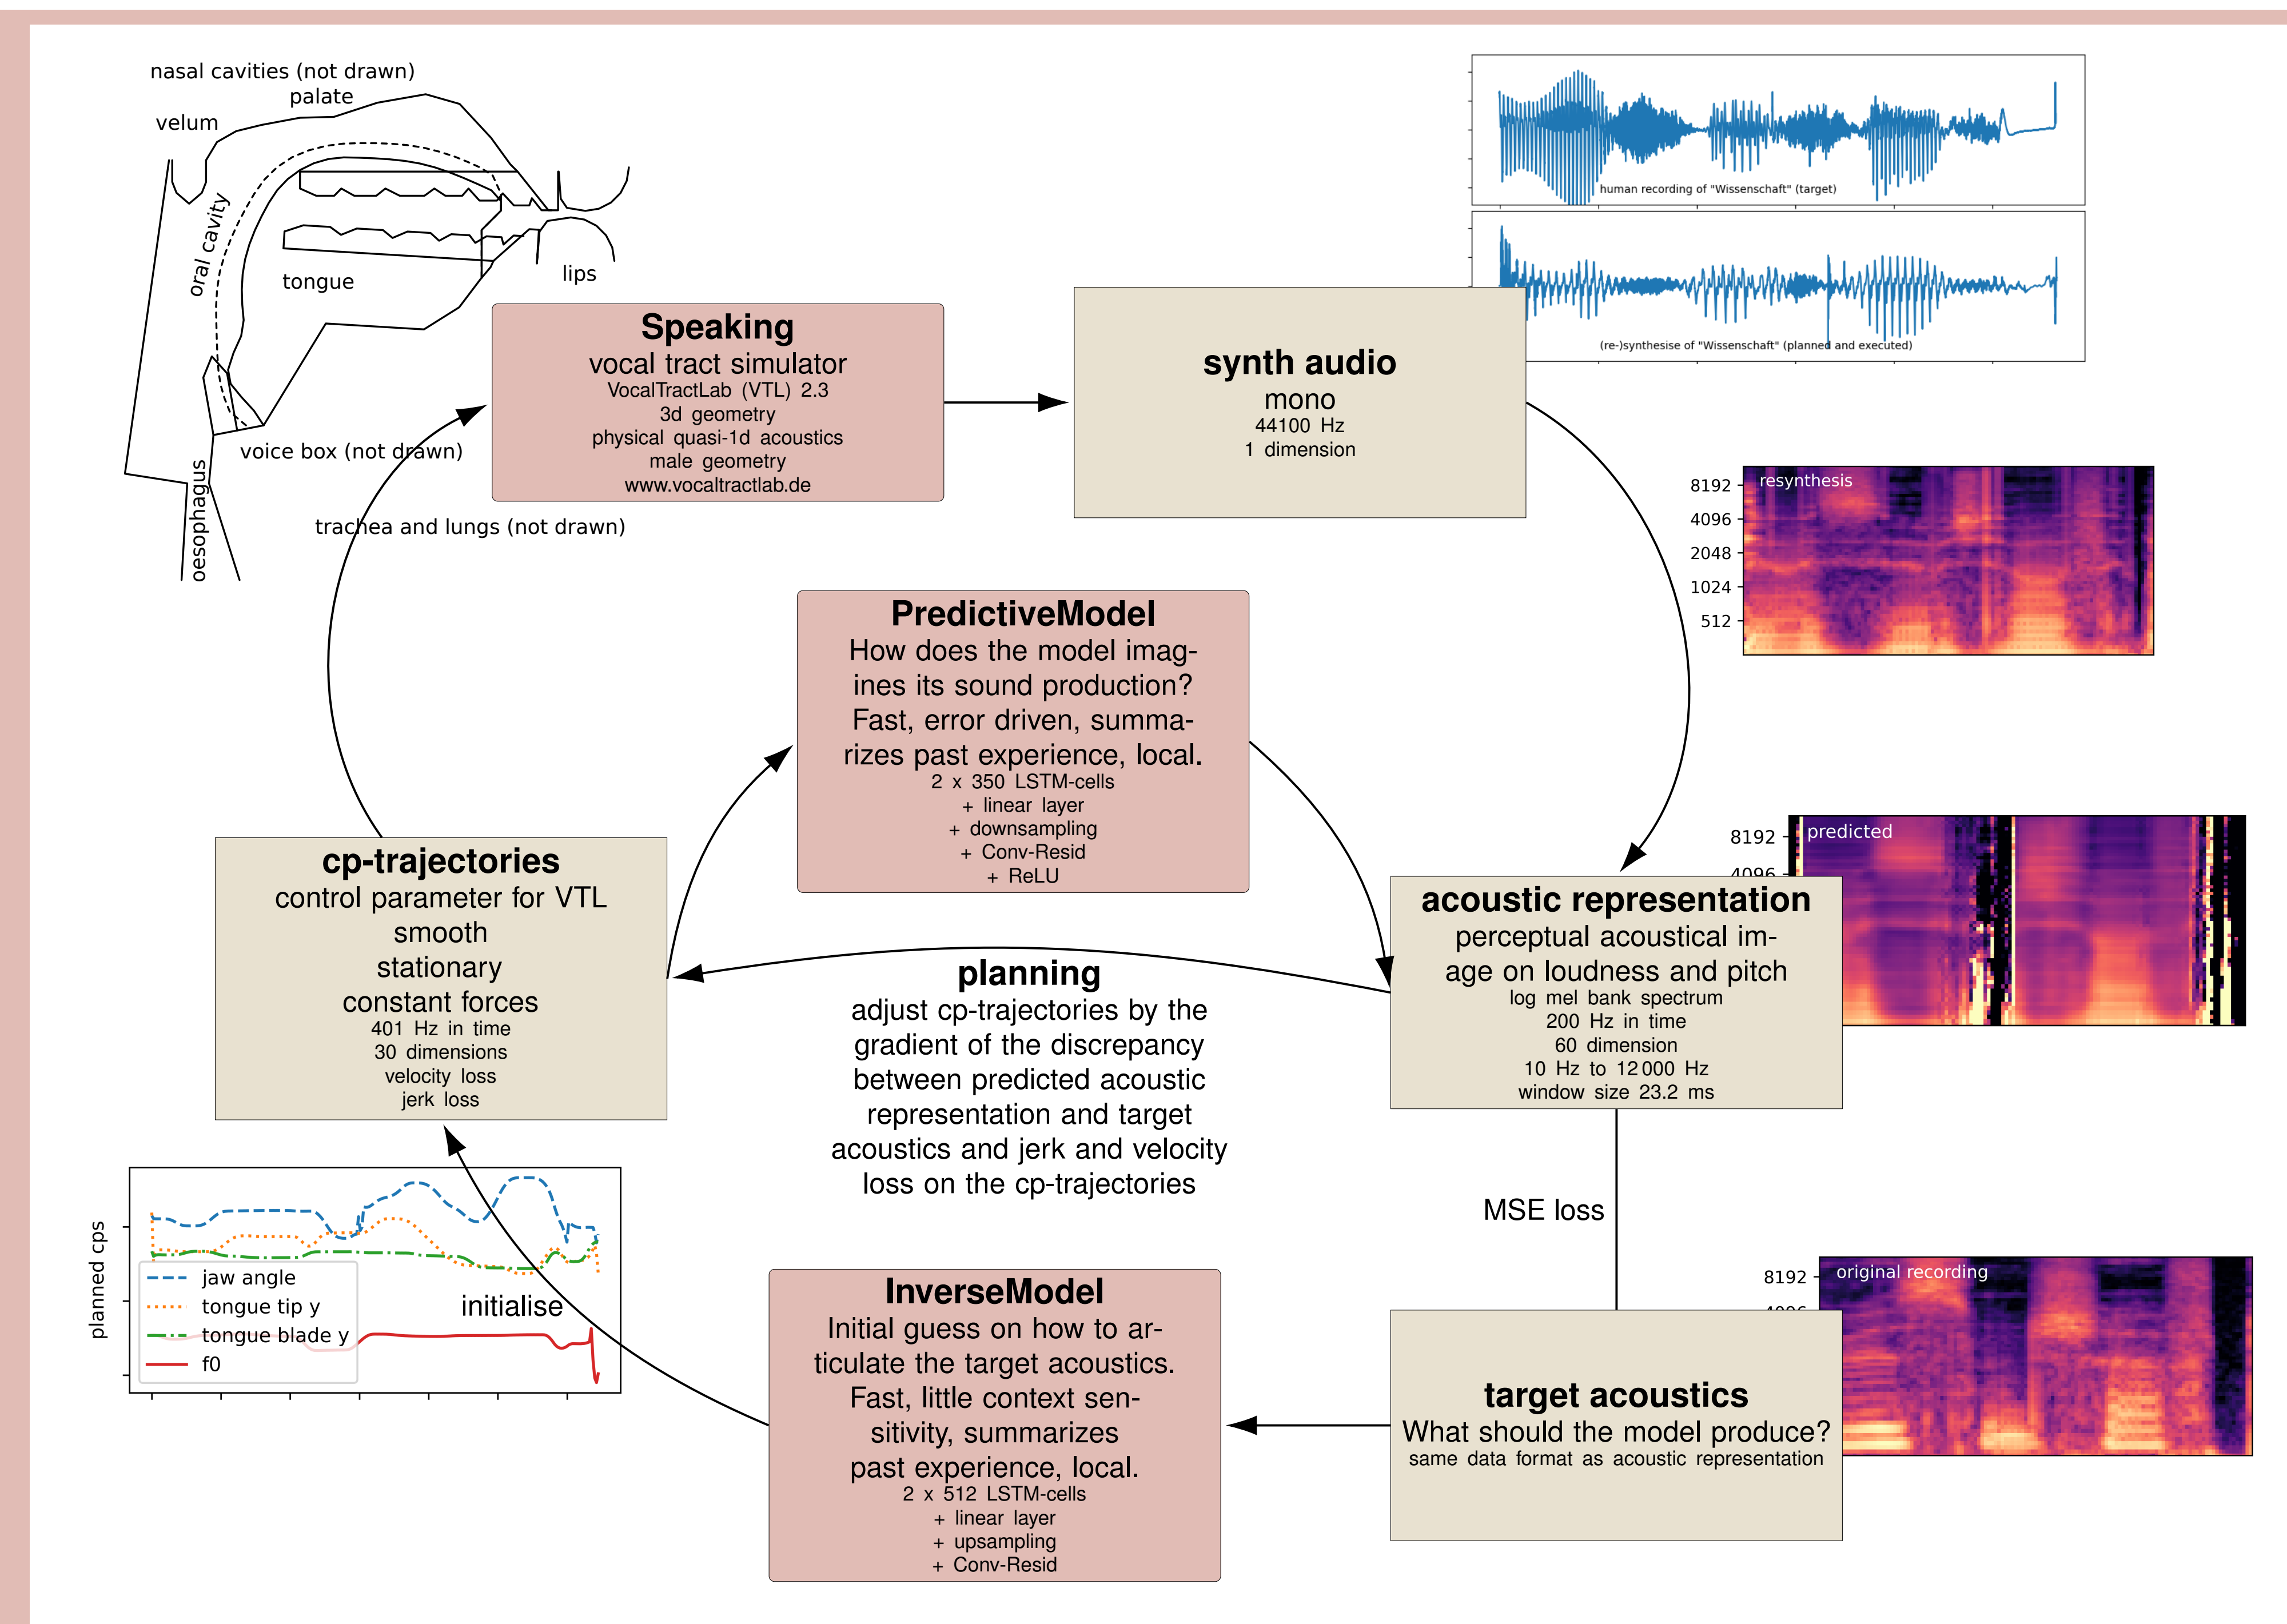 nasal cavities (not drawn)
palate
velum
oral cavity
tongue
lips
voice box (not drawn)
oesophagus
trachea and lungs (not drawn)
Speaking
vocal tract simulator
VocalTractLab (VTL) 2.3
3d geometry
physical quasi-1d acoustics
male geometry
www.vocaltractlab.de
synth audio
mono
44100 Hz
1 dimension
human recording of "Wissenschaft" (target)
(re-)synthesise of "Wissenschaft" (planned and executed)
resynthesis
8192
4096
2048
1024
512
PredictiveModel
How does the model imag-
ines its sound production?
Fast, error driven, summa-
rizes past experience, local.
2 x 350 LSTM-cells
+ linear layer
+ downsampling
+ Conv-Resid
+ ReLU
cp-trajectories
control parameter for VTL
smooth
stationary
constant forces
401 Hz in time
30 dimensions
velocity loss
jerk loss
planning
adjust cp-trajectories by the
gradient of the discrepancy
between predicted acoustic
representation and target
acoustics and jerk and velocity
loss on the cp-trajectories
predicted
8192
4096
acoustic representation
perceptual acoustical im-
age on loudness and pitch
log mel bank spectrum
200 Hz in time
60 dimension
10 Hz to 12 000 Hz
window size 23.2 ms
MSE loss
planned cps
jaw angle
tongue tip y
tongue blade y
f0
initialise
InverseModel
Initial guess on how to ar-
ticulate the target acoustics.
Fast, little context sen-
sitivity, summarizes
past experience, local.
2 x 512 LSTM-cells
+ linear layer
+ upsampling
+ Conv-Resid
original recording
8192
target acoustics
What should the model produce?
same data format as acoustic representation